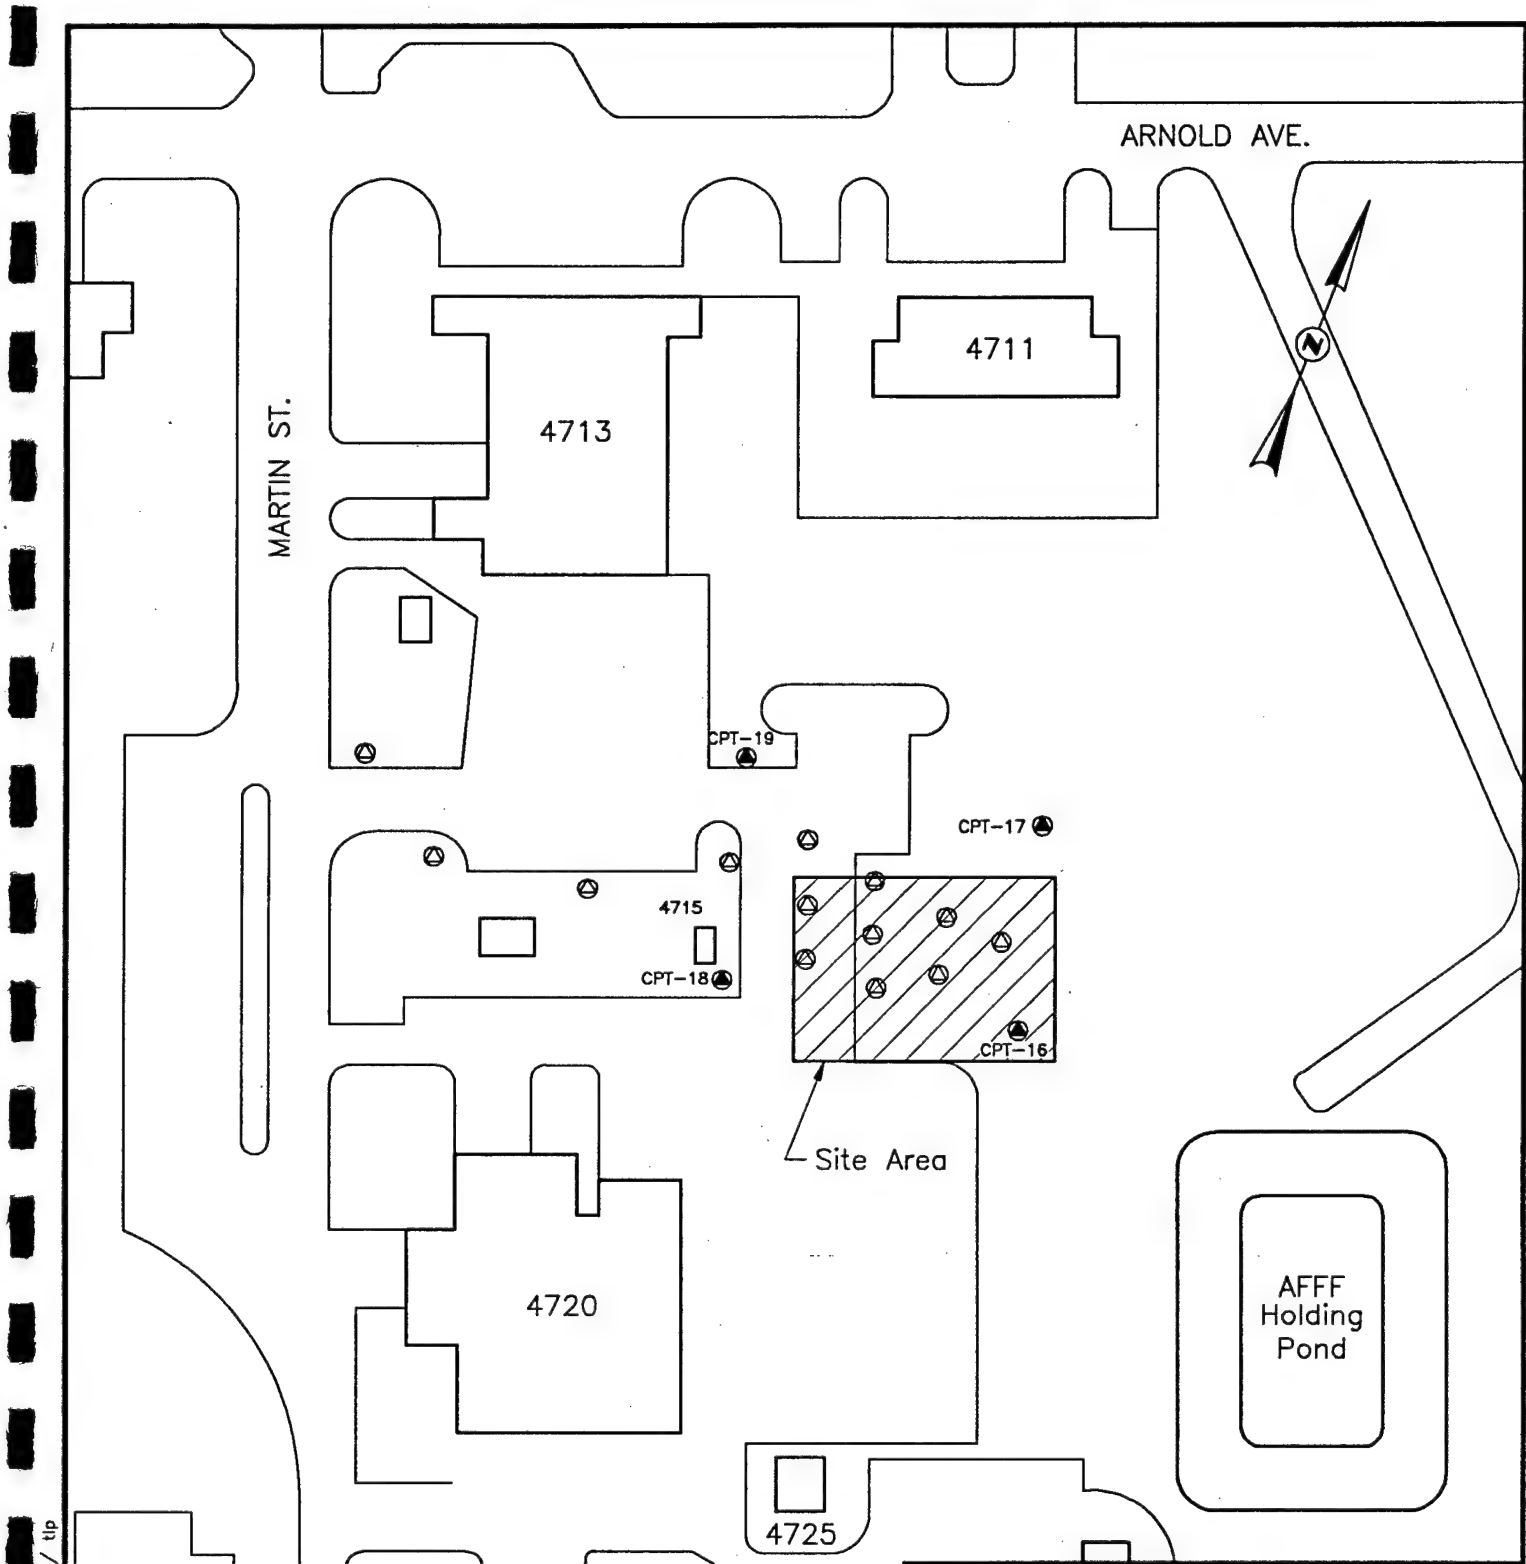 ARNOLD AVE.
N
4711
4713
MARTIN ST.
CPT-19
CPT-17
4715
CPT-18
CPT-16
Site Area
4720
AFFF
Holding
Pond
4725
/ tlp